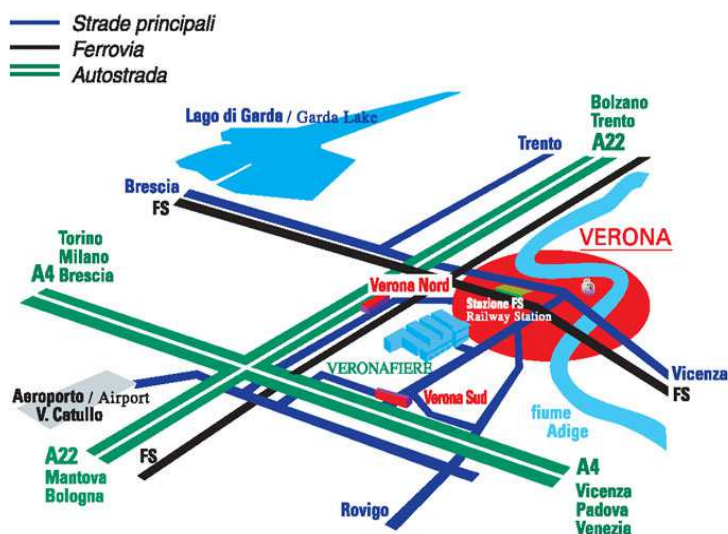 Strade principali
Ferrovia
Autostrada
Bolzano
Trento
A22
Lago di Garda / Garda Lake
Trento
Brescia
FS
VERONA
Torino
Milano
A4 Brescia
Verona Nord
Stazione FS
Railway Station
VERONAFIERE
Vicenza
FS
Aeroporto / Airport
V. Catullo
Verona Sud
fiume
Adige
A22
Mantova
Bologna
FS
A4
Vicenza
Padova
Venezia
Rovigo